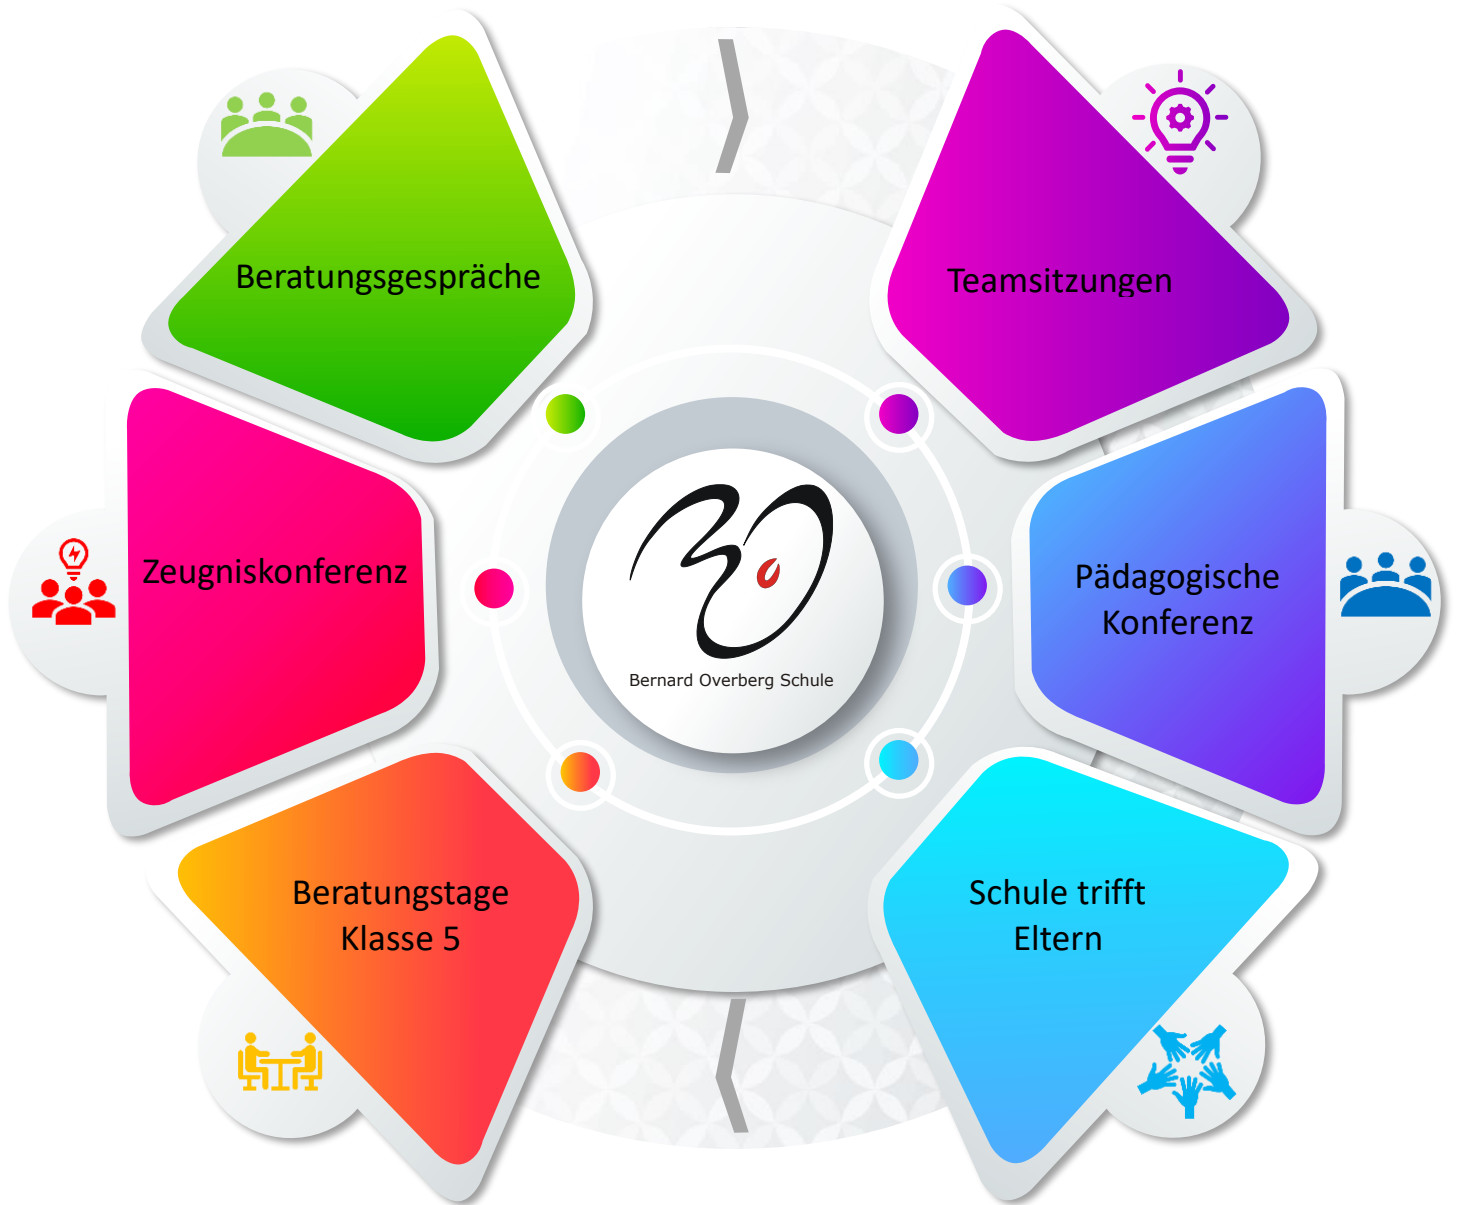 Beratungsgespräche
Teamsitzungen
Zeugniskonferenz
Pädagogische
Konferenz
Bernard Overberg Schule
Beratungstage
Klasse 5
Schule trifft
Eltern